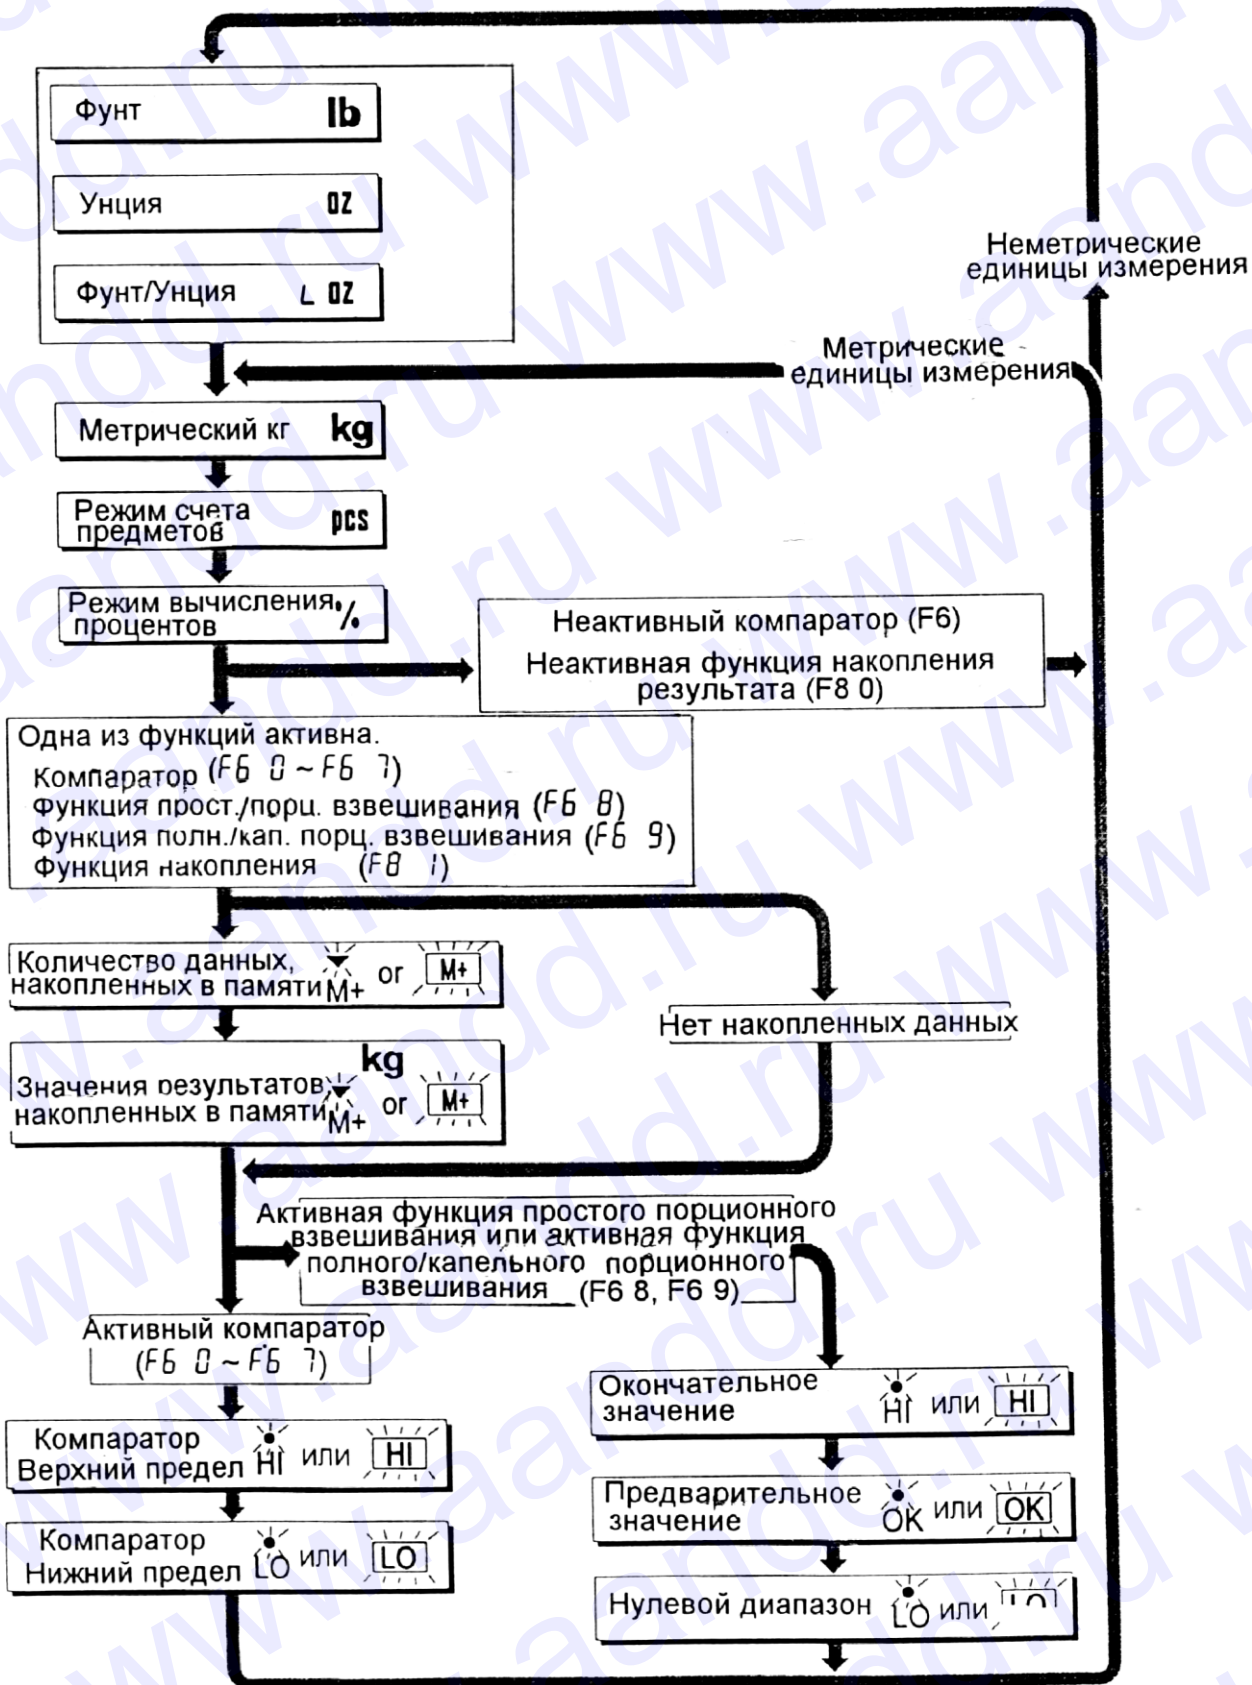 Фунт lb
Унция oz
Фунт/Унция L oz
Неметрические
единицы измерения
Метрические
единицы измерения
Метрический кг kg
Режим счета
предметов pcs
Режим вычисления
процентов %
Неактивный компаратор (F6)
Неактивная функция накопления
результата (F8 0)
Одна из функций активна.
Компаратор (F6 0 ~ F6 7)
Функция прост./порц. взвешивания (F6 8)
Функция полн./кап. порц. взвешивания (F6 9)
Функция накопления (F8 1)
Количество данных,
накопленных в памяти M+ or M+
Нет накопленных данных
kg
Значения результатов,
накопленных в памяти M+ or M+
Активная функция простого порционного
взвешивания или активная функция
полного/капельного порционного
взвешивания (F6 8, F6 9)
Активный компаратор
(F6 0 ~ F6 7)
Окончательное
значение HI или HI
Компаратор
Верхний предел HI или HI
Предварительное
значение OK или OK
Компаратор
Нижний предел LO или LO
Нулевой диапазон LO или LO
www.aandd.ru